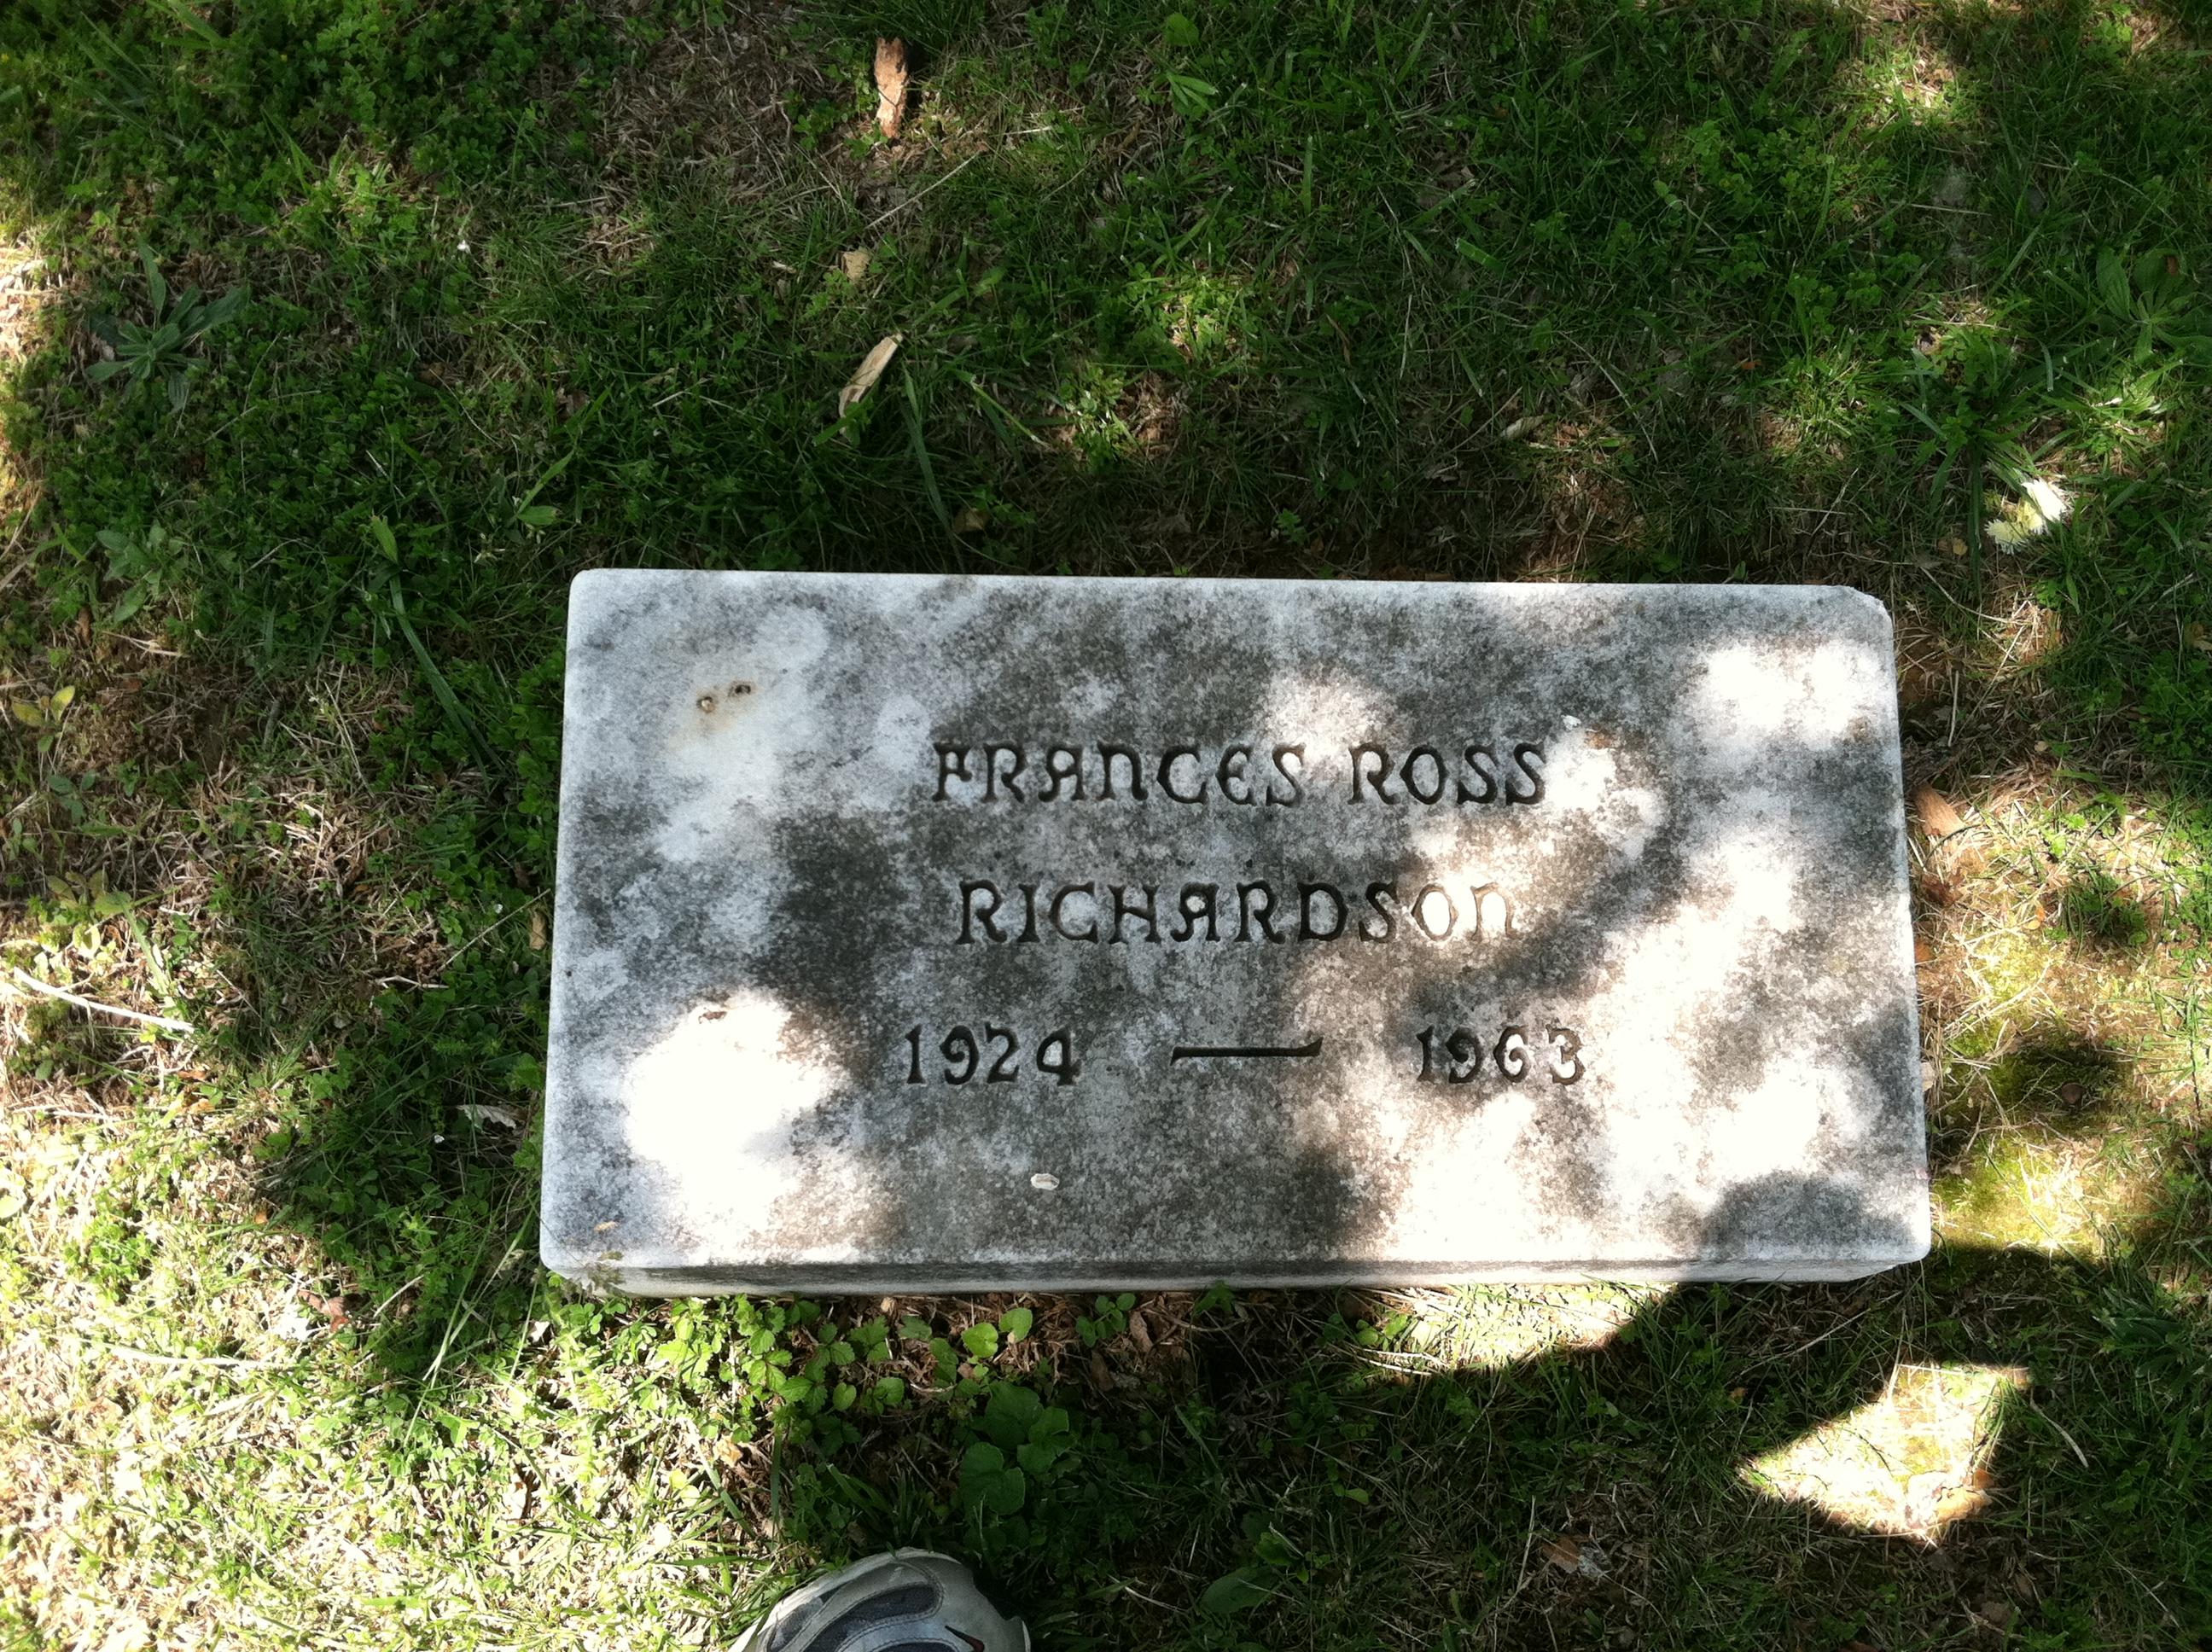 FRANCES ROSS
RICHARDSON
1924 — 1963